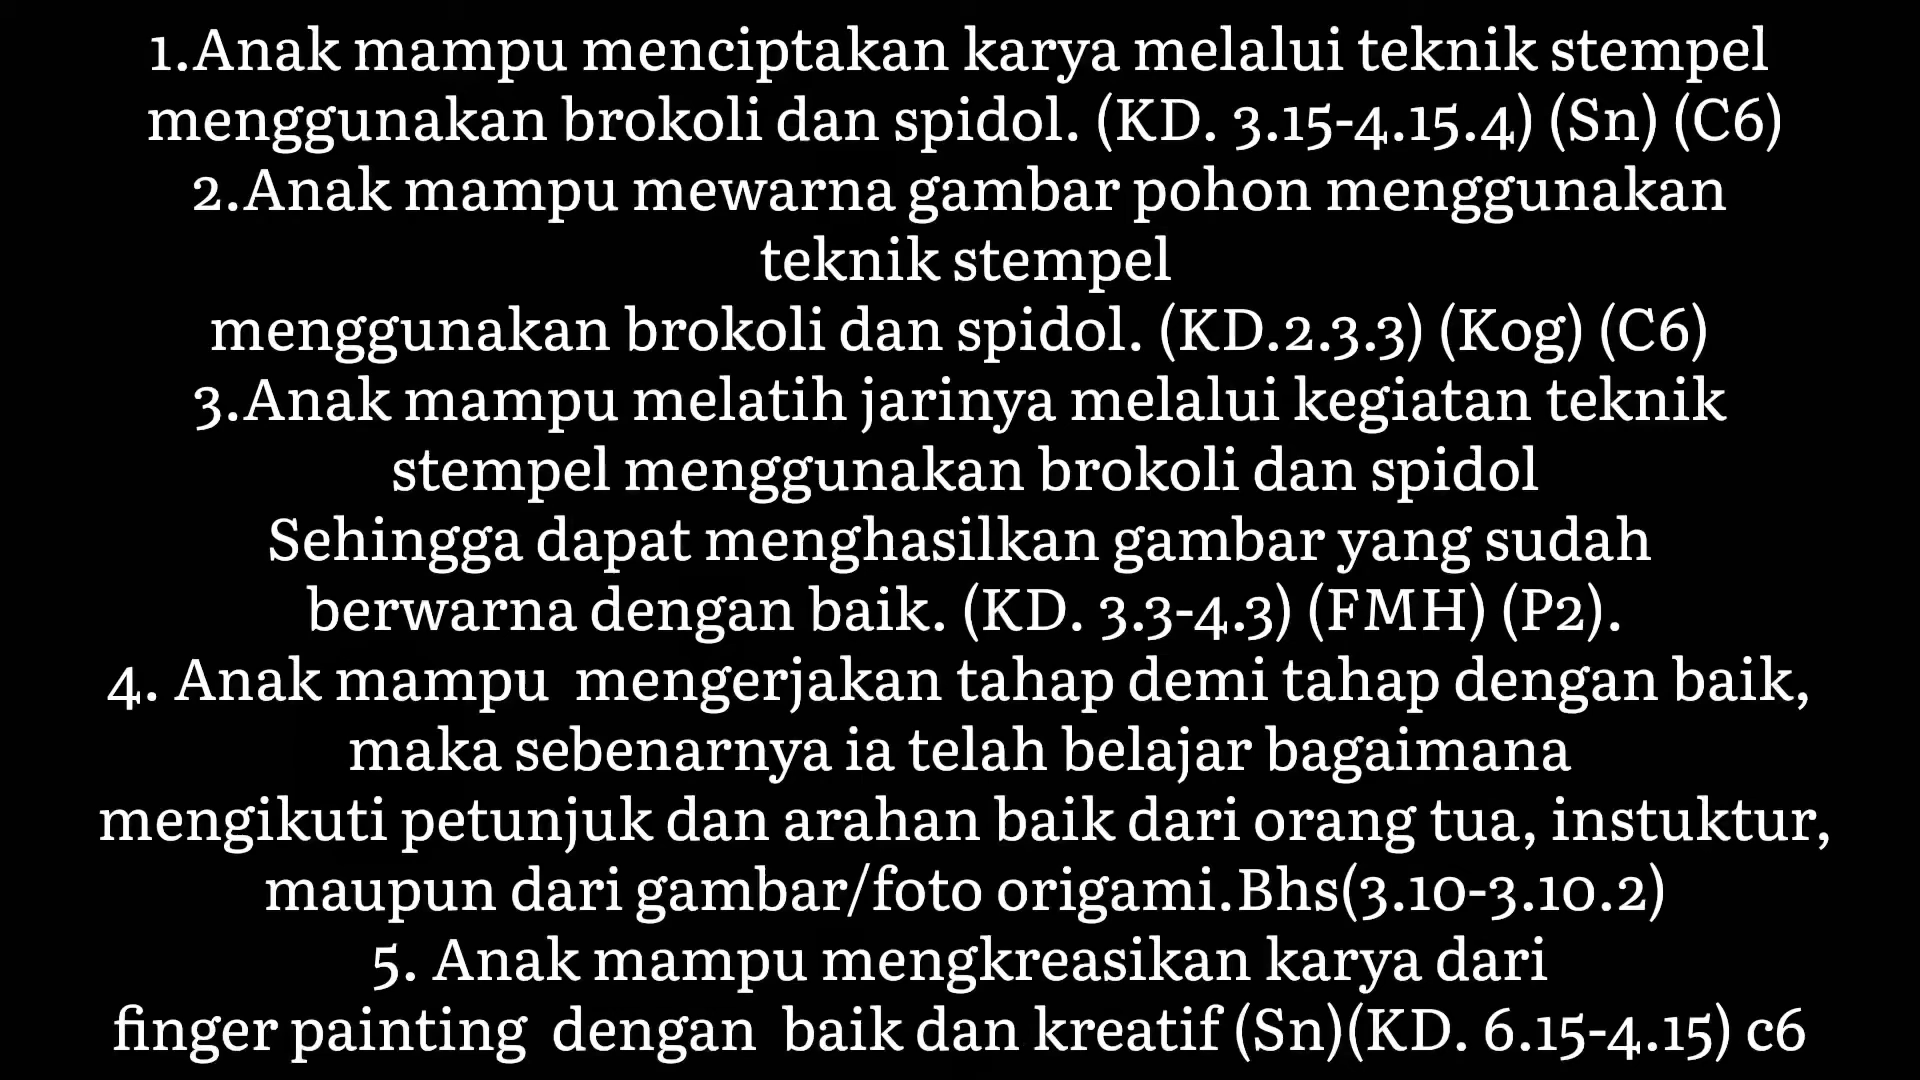 1.Anak mampu menciptakan karya melalui teknik stempel
menggunakan brokoli dan spidol. (KD. 3.15-4.15.4) (Sn) (C6)
2.Anak mampu mewarna gambar pohon menggunakan
teknik stempel
menggunakan brokoli dan spidol. (KD.2.3.3) (Kog) (C6)
3.Anak mampu melatih jarinya melalui kegiatan teknik
stempel menggunakan brokoli dan spidol
Sehingga dapat menghasilkan gambar yang sudah
berwarna dengan baik. (KD. 3.3-4.3) (FMH) (P2).
4. Anak mampu  mengerjakan tahap demi tahap dengan baik,
maka sebenarnya ia telah belajar bagaimana
mengikuti petunjuk dan arahan baik dari orang tua, instuktur,
maupun dari gambar/foto origami.Bhs(3.10-3.10.2)
5. Anak mampu mengkreasikan karya dari
finger painting  dengan  baik dan kreatif (Sn)(KD. 6.15-4.15) c6